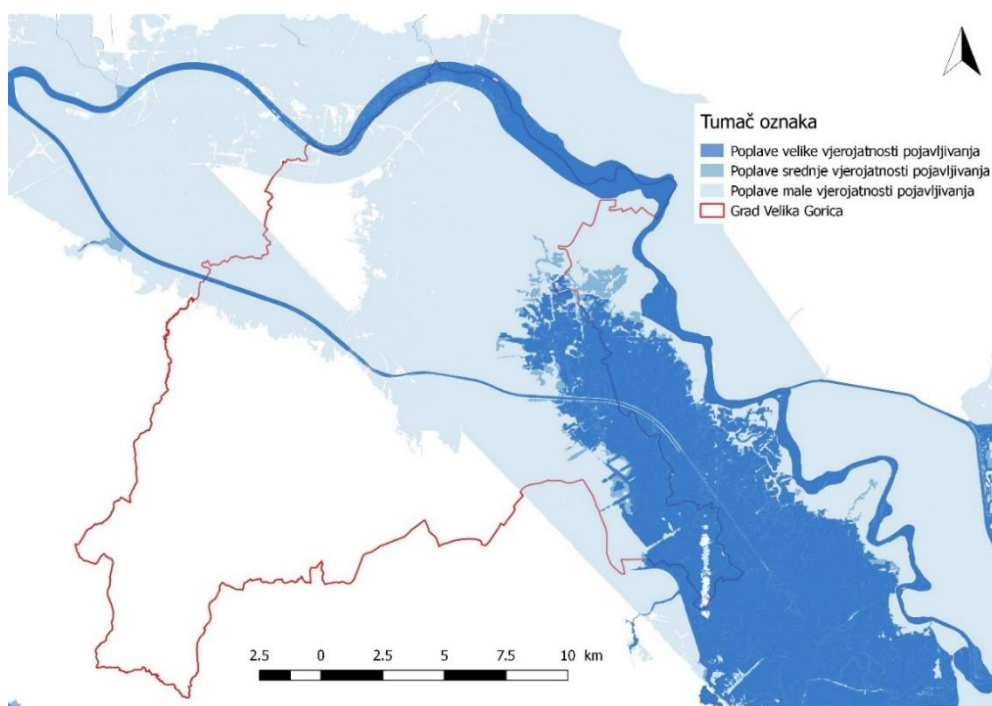 Tumač oznaka
Poplave velike vjerojatnosti pojavljivanja
Poplave srednje vjerojatnosti pojavljivanja
Poplave male vjerojatnosti pojavljivanja
Grad Velika Gorica
2.5 0 2.5 5 7.5 10 km